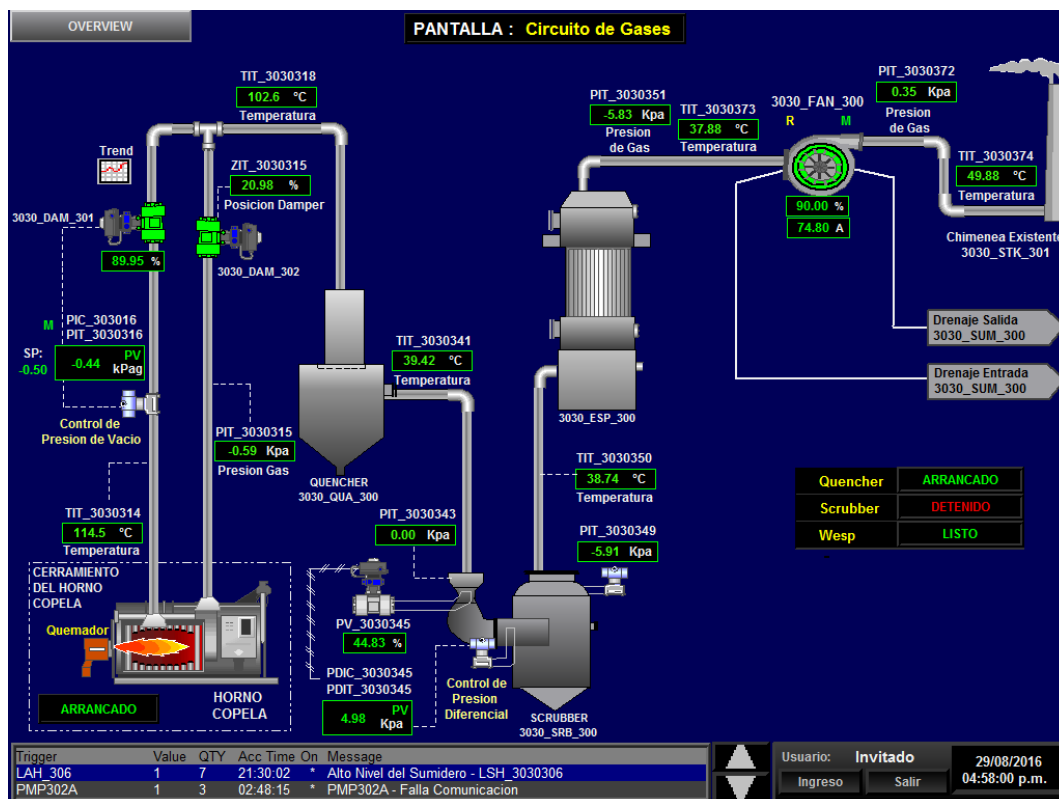 OVERVIEW
PANTALLA : Circuito de Gases
TIT_3030318
102.6 °C
Temperatura
Trend
ZIT_3030315
20.98 %
Posicion Damper
3030_DAM_301
89.95 %
3030_DAM_302
M
PIC_303016
PIT_3030316
SP:
-0.50
PV
-0.44 kPag
Control de
Presion de Vacio
PIT_3030315
-0.59 Kpa
Presion Gas
TIT_3030314
114.5 °C
Temperatura
CERRAMIENTO
DEL HORNO
COPELA
Quemador
ARRANCADO
HORNO
COPELA
QUENCHER
3030_QUA_300
TIT_3030341
39.42 °C
Temperatura
PIT_3030343
0.00 Kpa
PV_3030345
44.83 %
PDIC_3030345
PDIT_3030345
PV
4.98 Kpa
Control de
Presion
Diferencial
SCRUBBER
3030_SRB_300
PIT_3030349
-5.91 Kpa
TIT_3030350
38.74 °C
Temperatura
3030_ESP_300
PIT_3030351
-5.83 Kpa
Presion
de Gas
TIT_3030373
37.88 °C
Temperatura
3030_FAN_300
R M
90.00 %
74.80 A
PIT_3030372
0.35 Kpa
Presion
de Gas
TIT_3030374
49.88 °C
Temperatura
Chimenea Existente
3030_STK_301
Drenaje Salida
3030_SUM_300
Drenaje Entrada
3030_SUM_300
Quencher ARRANCADO
Scrubber DETENIDO
Wesp LISTO
Trigger Value QTY Acc Time On Message
LAH_306 1 7 21:30:02 * Alto Nivel del Sumidero - LSH_3030306
PMP302A 1 3 02:48:15 * PMP302A - Falla Comunicacion
Usuario: Invitado
Ingreso Salir
29/08/2016
04:58:00 p.m.